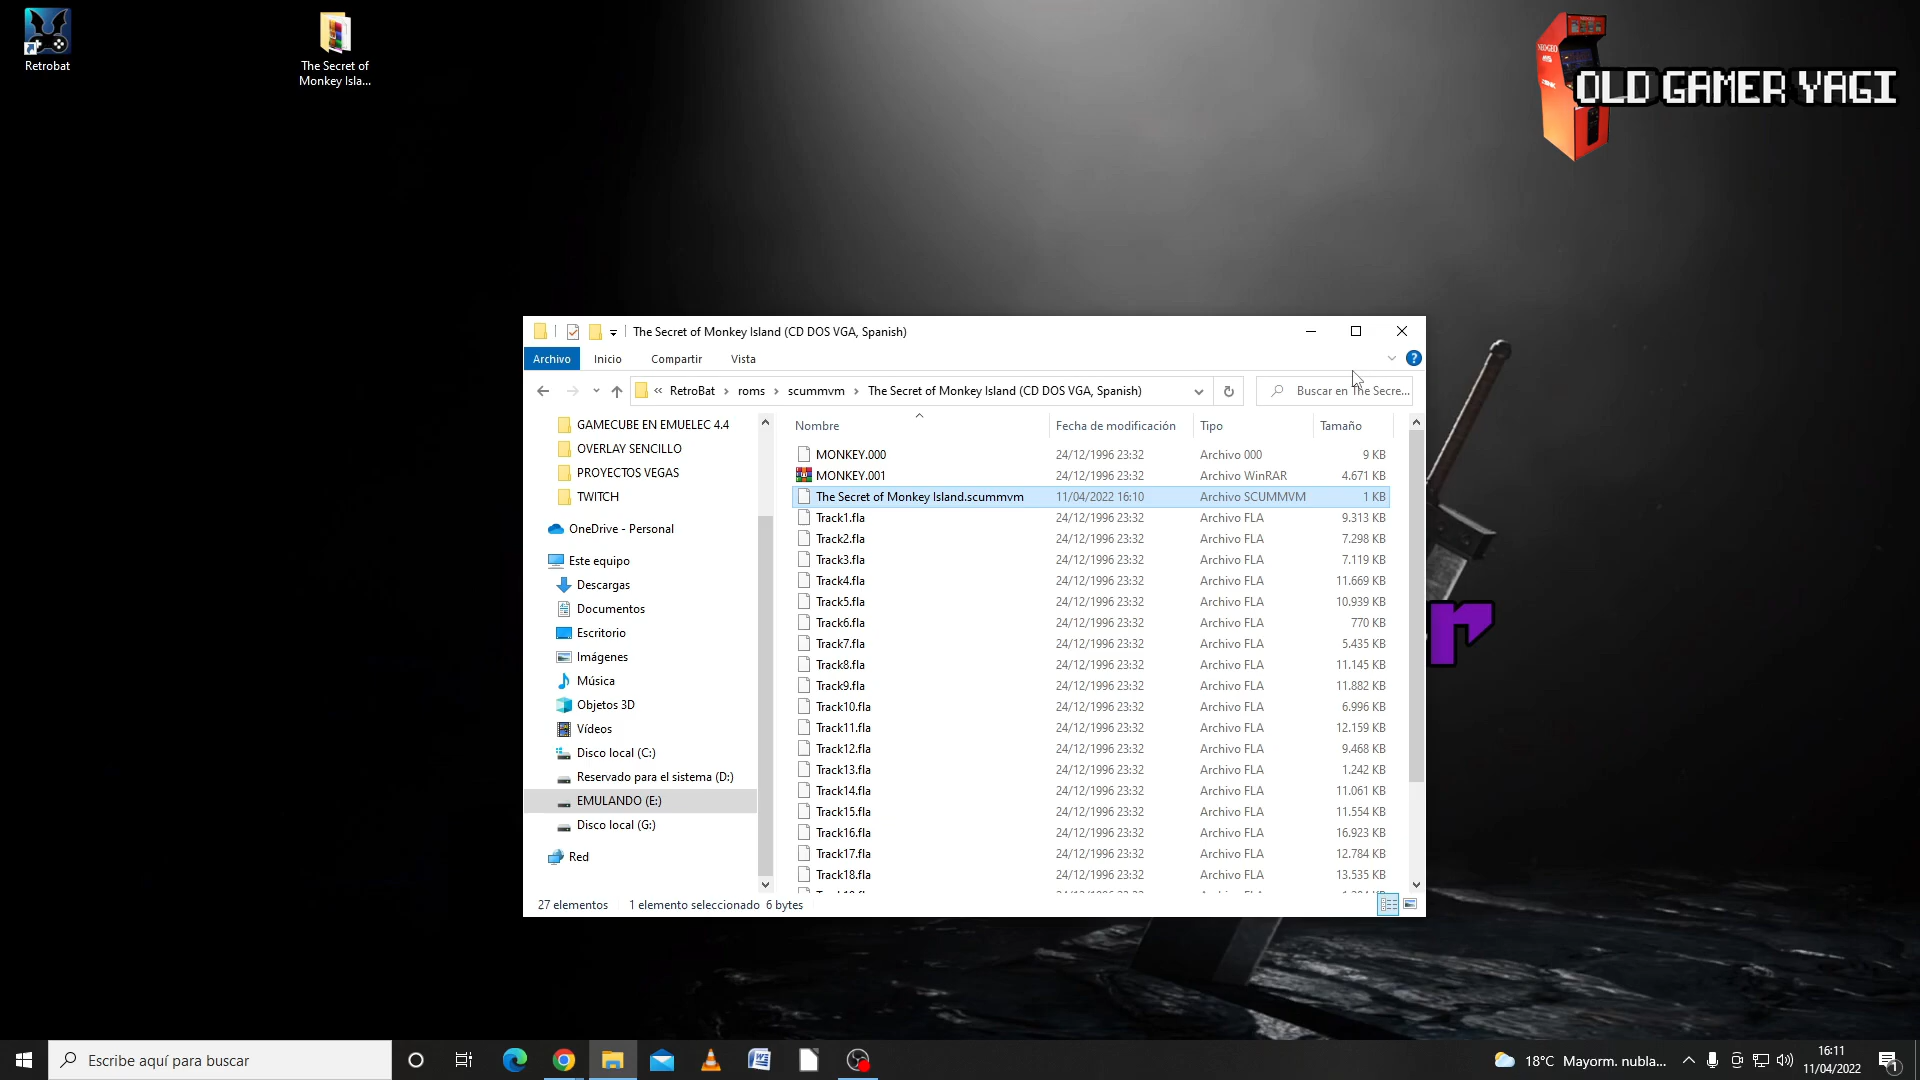 Retrobat
The Secret of
Monkey Isla...
OLD GAMER YAGI
The Secret of Monkey Island (CD DOS VGA, Spanish)
Archivo Inicio Compartir Vista
« RetroBat › roms › scummvm › The Secret of Monkey Island (CD DOS VGA, Spanish) Buscar en The Secre...
GAMECUBE EN EMUELEC 4.4
OVERLAY SENCILLO
PROYECTOS VEGAS
TWITCH
OneDrive - Personal
Este equipo
Descargas
Documentos
Escritorio
Imágenes
Música
Objetos 3D
Vídeos
Disco local (C:)
Reservado para el sistema (D:)
EMULANDO (E:)
Disco local (G:)
Red
Nombre Fecha de modificación Tipo Tamaño
MONKEY.000 24/12/1996 23:32 Archivo 000 9 KB
MONKEY.001 24/12/1996 23:32 Archivo WinRAR 4.671 KB
The Secret of Monkey Island.scummvm 11/04/2022 16:10 Archivo SCUMMVM 1 KB
Track1.fla 24/12/1996 23:32 Archivo FLA 9.313 KB
Track2.fla 24/12/1996 23:32 Archivo FLA 7.298 KB
Track3.fla 24/12/1996 23:32 Archivo FLA 7.119 KB
Track4.fla 24/12/1996 23:32 Archivo FLA 11.669 KB
Track5.fla 24/12/1996 23:32 Archivo FLA 10.939 KB
Track6.fla 24/12/1996 23:32 Archivo FLA 770 KB
Track7.fla 24/12/1996 23:32 Archivo FLA 5.435 KB
Track8.fla 24/12/1996 23:32 Archivo FLA 11.145 KB
Track9.fla 24/12/1996 23:32 Archivo FLA 11.882 KB
Track10.fla 24/12/1996 23:32 Archivo FLA 6.996 KB
Track11.fla 24/12/1996 23:32 Archivo FLA 12.159 KB
Track12.fla 24/12/1996 23:32 Archivo FLA 9.468 KB
Track13.fla 24/12/1996 23:32 Archivo FLA 1.242 KB
Track14.fla 24/12/1996 23:32 Archivo FLA 11.061 KB
Track15.fla 24/12/1996 23:32 Archivo FLA 11.554 KB
Track16.fla 24/12/1996 23:32 Archivo FLA 16.923 KB
Track17.fla 24/12/1996 23:32 Archivo FLA 12.784 KB
Track18.fla 24/12/1996 23:32 Archivo FLA 13.535 KB
27 elementos 1 elemento seleccionado 6 bytes
r
Escribe aquí para buscar
18°C Mayorm. nubla...
16:11
11/04/2022
1